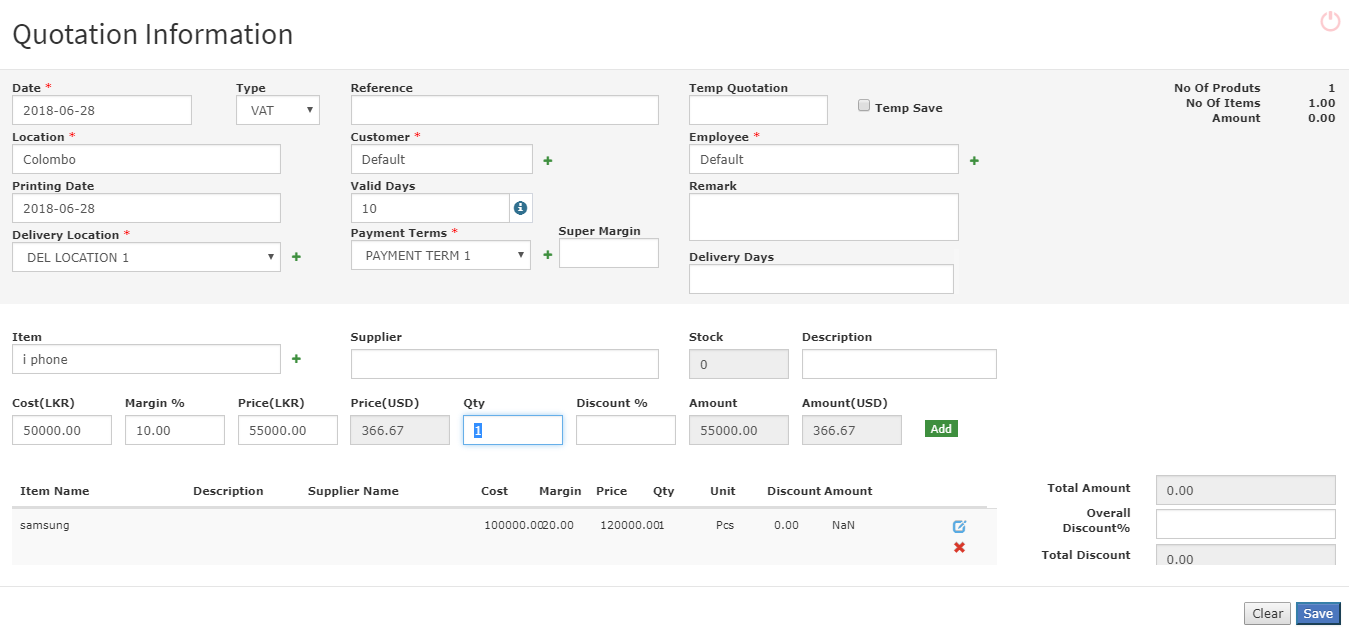 Quotation Information
Date * Type Reference Temp Quotation No Of Produts 1
2018-06-28 VAT Temp Save No Of Items 1.00
Amount 0.00
Location * Customer * Employee *
Colombo Default Default
Printing Date Valid Days Remark
2018-06-28 10
Delivery Location * Payment Terms * Super Margin
DEL LOCATION 1 PAYMENT TERM 1 Delivery Days
Item Supplier Stock Description
i phone 0
Cost(LKR) Margin % Price(LKR) Price(USD) Qty Discount % Amount Amount(USD)
50000.00 10.00 55000.00 366.67 1 55000.00 366.67 Add
Item Name Description Supplier Name Cost Margin Price Qty Unit Discount Amount
samsung 100000.00 20.00 120000.00 1 Pcs 0.00 NaN
Total Amount 0.00
Overall
Discount%
Total Discount 0.00
Clear Save